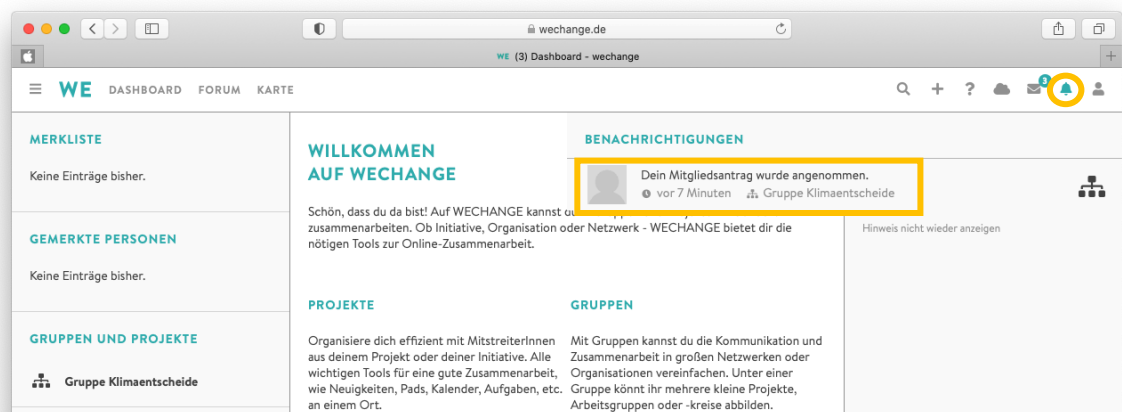 wechange.de
WE (3) Dashboard - wechange
WE DASHBOARD FORUM KARTE
? 3
MERKLISTE
Keine Einträge bisher.
GEMERKTE PERSONEN
Keine Einträge bisher.
GRUPPEN UND PROJEKTE
Gruppe Klimaentscheide
WILLKOMMEN
AUF WECHANGE
Schön, dass du da bist! Auf WECHANGE kannst
zusammenarbeiten. Ob Initiative, Organisation oder Netzwerk - WECHANGE bietet dir die
nötigen Tools zur Online-Zusammenarbeit.
PROJEKTE
Organisiere dich effizient mit MitstreiterInnen
aus deinem Projekt oder deiner Initiative. Alle
wichtigen Tools für eine gute Zusammenarbeit,
wie Neuigkeiten, Pads, Kalender, Aufgaben, etc.
an einem Ort.
GRUPPEN
Mit Gruppen kannst du die Kommunikation und
Zusammenarbeit in großen Netzwerken oder
Organisationen vereinfachen. Unter einer
Gruppe könnt ihr mehrere kleine Projekte,
Arbeitsgruppen oder -kreise abbilden.
BENACHRICHTIGUNGEN
Dein Mitgliedsantrag wurde angenommen.
vor 7 Minuten Gruppe Klimaentscheide
Hinweis nicht wieder anzeigen